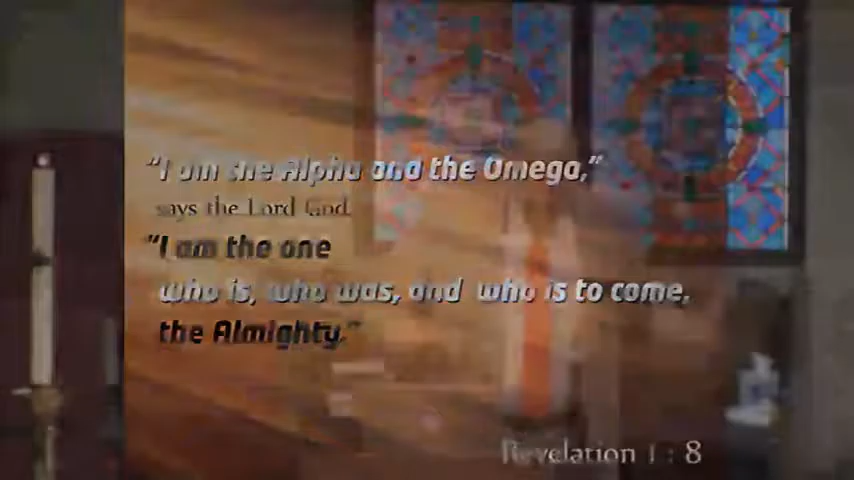 “I am the Alpha and the Omega,”
says the Lord God.
“I am the one
who is, who was, and who is to come,
the Almighty.”
Revelation 1 : 8